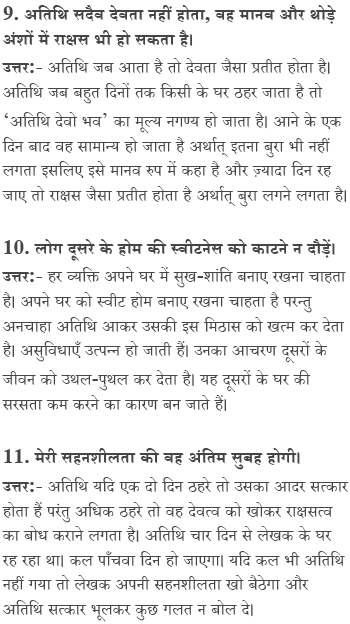 9. अतिथि सदैव देवता नहीं होता, वह मानव और थोड़े
अंशों में राक्षस भी हो सकता है।
उत्तर:- अतिथि जब आता है तो देवता जैसा प्रतीत होता है।
अतिथि जब बहुत दिनों तक किसी के घर ठहर जाता है तो
‘अतिथि देवो भव’ का मूल्य नगण्य हो जाता है। आने के एक
दिन बाद वह सामान्य हो जाता है अर्थात् इतना बुरा भी नहीं
लगता इसलिए इसे मानव रुप में कहा है और ज़्यादा दिन रह
जाए तो राक्षस जैसा प्रतीत होता है अर्थात् बुरा लगने लगता है।
10. लोग दूसरे के होम की स्वीटनेस को काटने न दौड़ें।
उत्तर:- हर व्यक्ति अपने घर में सुख-शांति बनाए रखना चाहता
है। अपने घर को स्वीट होम बनाए रखना चाहता है परन्तु
अनचाहा अतिथि आकर उसकी इस मिठास को खत्म कर देता
है। असुविधाएँ उत्पन्न हो जाती हैं। उनका आचरण दूसरों के
जीवन को उथल-पुथल कर देता है। यह दूसरों के घर की
सरसता कम करने का कारण बन जाते हैं।
11. मेरी सहनशीलता की वह अंतिम सुबह होगी।
उत्तर:- अतिथि यदि एक दो दिन ठहरे तो उसका आदर सत्कार
होता हैं परंतु अधिक ठहरे तो वह देवत्व को खोकर राक्षसत्व
का बोध कराने लगता है। अतिथि चार दिन से लेखक के घर
रह रहा था। कल पाँचवा दिन हो जाएगा। यदि कल भी अतिथि
नहीं गया तो लेखक अपनी सहनशीलता खो बैठेगा और
अतिथि सत्कार भूलकर कुछ गलत न बोल दे।